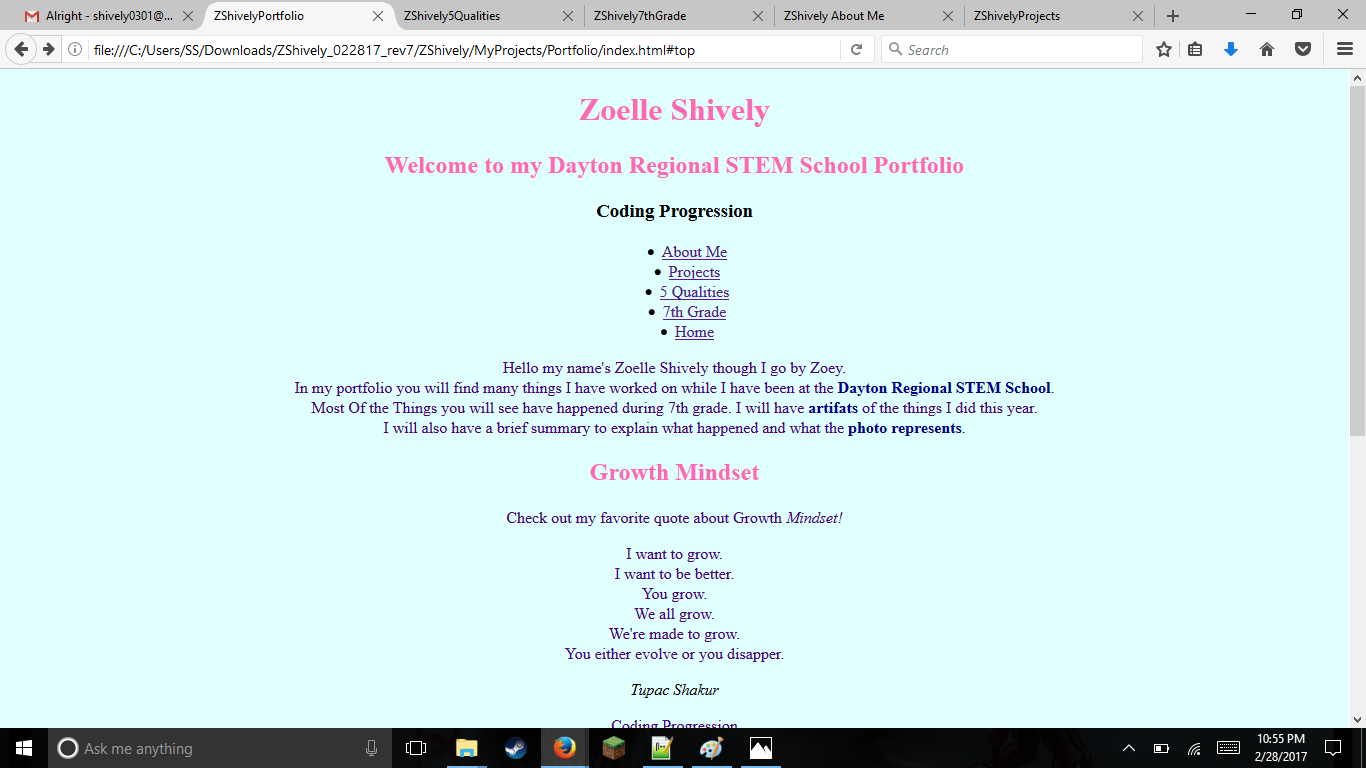 Alright - shively0301@...
ZShivelyPortfolio
ZShively5Qualities
ZShively7thGrade
ZShively About Me
ZShivelyProjects
file:///C:/Users/SS/Downloads/ZShively_022817_rev7/ZShively/MyProjects/Portfolio/index.html#top
Search
Zoelle Shively
Welcome to my Dayton Regional STEM School Portfolio
Coding Progression
• About Me
• Projects
• 5 Qualities
• 7th Grade
• Home
Hello my name's Zoelle Shively though I go by Zoey.
In my portfolio you will find many things I have worked on while I have been at the Dayton Regional STEM School.
Most Of the Things you will see have happened during 7th grade. I will have artifats of the things I did this year.
I will also have a brief summary to explain what happened and what the photo represents.
Growth Mindset
Check out my favorite quote about Growth Mindset!
I want to grow.
I want to be better.
You grow.
We all grow.
We're made to grow.
You either evolve or you disapper.
Tupac Shakur
Coding Progression
Ask me anything
10:55 PM
2/28/2017